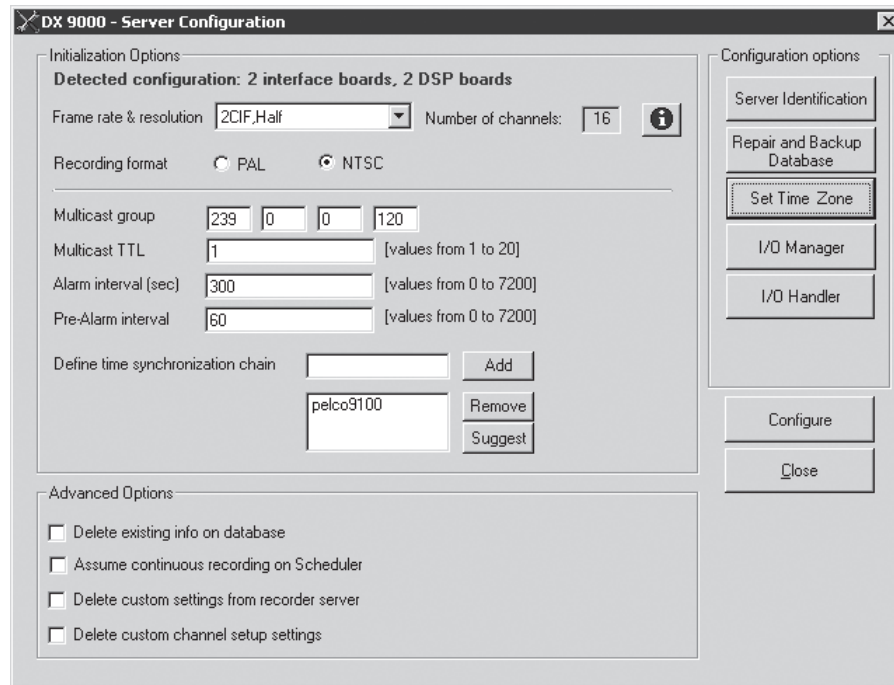 DX 9000 - Server Configuration
Initialization Options
Detected configuration: 2 interface boards, 2 DSP boards
Frame rate & resolution 2CIF,Half Number of channels: 16
Recording format PAL NTSC
Multicast group 239 0 0 120
Multicast TTL 1 [values from 1 to 20]
Alarm interval (sec) 300 [values from 0 to 7200]
Pre-Alarm interval 60 [values from 0 to 7200]
Define time synchronization chain Add
pelco9100 Remove
Suggest
Advanced Options
Delete existing info on database
Assume continuous recording on Scheduler
Delete custom settings from recorder server
Delete custom channel setup settings
Configuration options
Server Identification
Repair and Backup
Database
Set Time Zone
I/O Manager
I/O Handler
Configure
Close